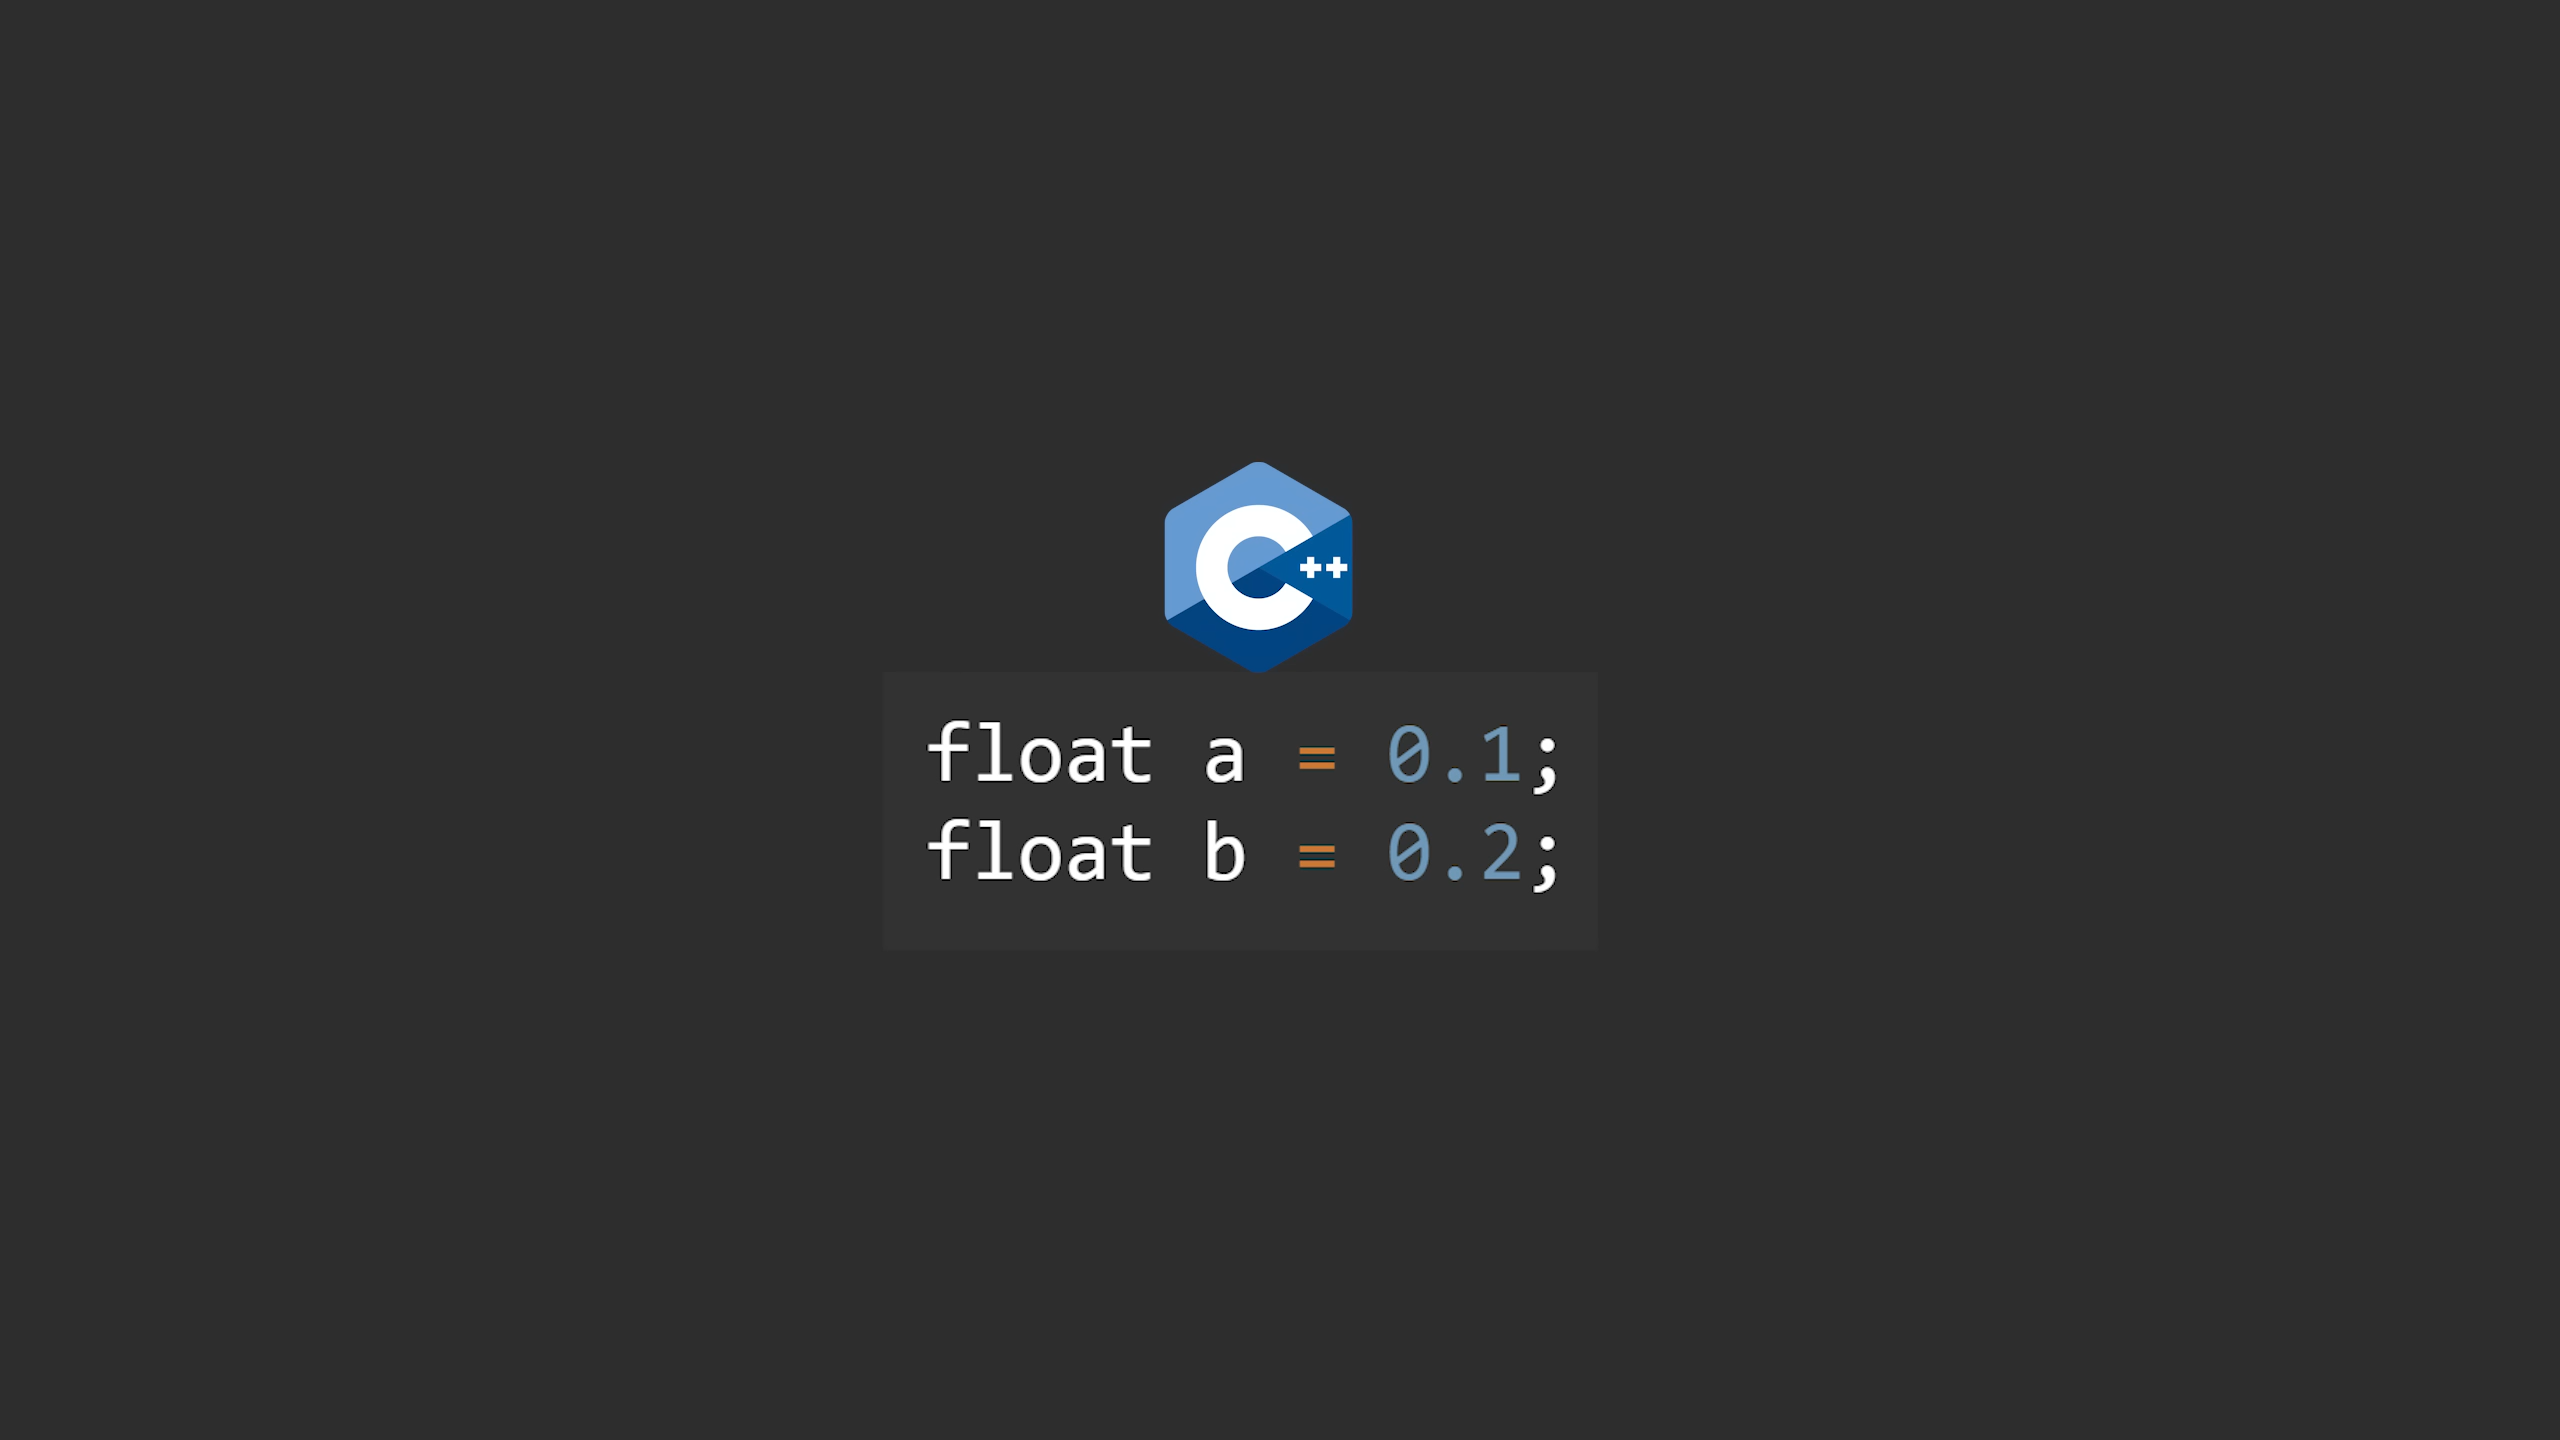 C++
float a = 0.1;
float b = 0.2;